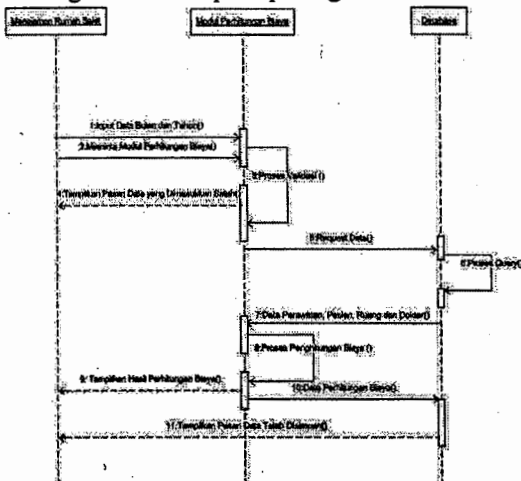 Manajemen Rumah Sakit
Modul Perhitungan Biaya
Database
1:Input Data Bulan dan Tahun()
2:Meminta Modul Perhitungan Biaya()
3:Proses Validasi ()
4:Tampilkan Pesan Data yang Dimasukkan Salah()
5:Request Data()
6:Proses Query()
7:Data Perawatan, Pasien, Ruang dan Dokter()
8:Proses Penghitungan Biaya ()
9: Tampilkan Hasil Perhitungan Biaya()
10:Data Perhitungan Biaya()
11:Tampilkan Pesan Data Telah Disimpan()